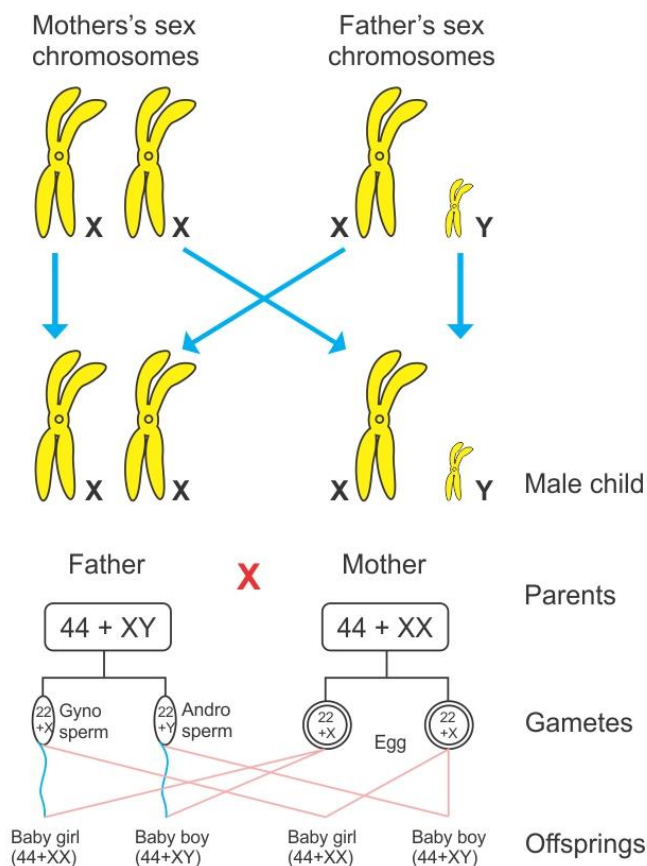 Mothers's sex
chromosomes
Father's sex
chromosomes
X
X
X
Y
X
X
X
Y
Male child
Father
X
Mother
Parents
44 + XY
44 + XX
22
+X
Gyno
sperm
22
+Y
Andro
sperm
22
+X
Egg
22
+X
Gametes
Baby girl
(44+XX)
Baby boy
(44+XY)
Baby girl
(44+XX)
Baby boy
(44+XY)
Offsprings